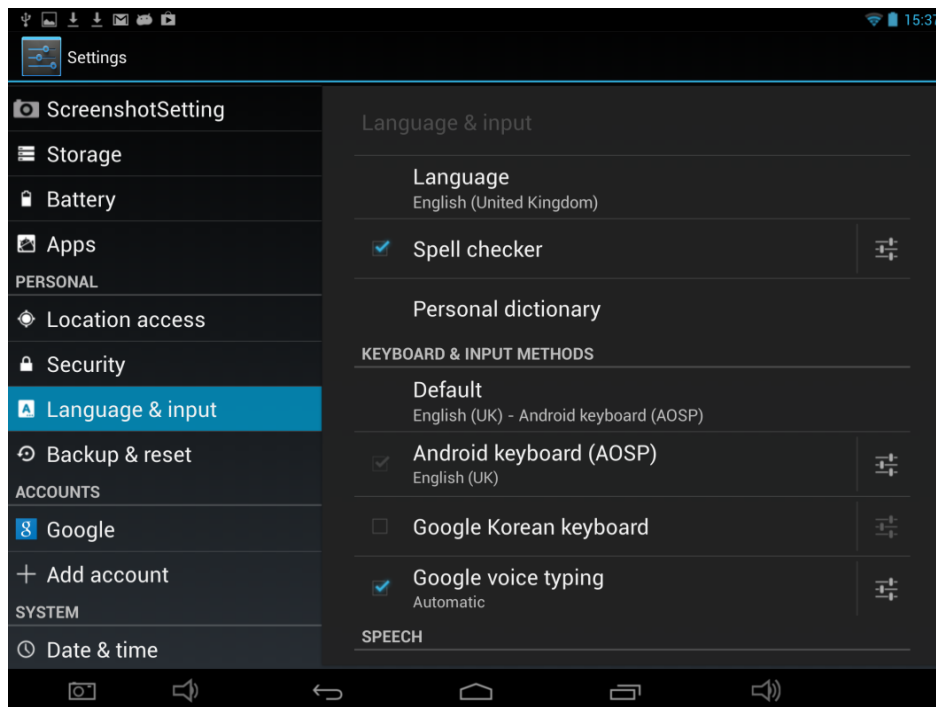 15:37
Settings
ScreenshotSetting
Storage
Battery
Apps
PERSONAL
Location access
Security
Language & input
Backup & reset
ACCOUNTS
Google
Add account
SYSTEM
Date & time
Language & input
Language
English (United Kingdom)
Spell checker
Personal dictionary
KEYBOARD & INPUT METHODS
Default
English (UK) - Android keyboard (AOSP)
Android keyboard (AOSP)
English (UK)
Google Korean keyboard
Google voice typing
Automatic
SPEECH